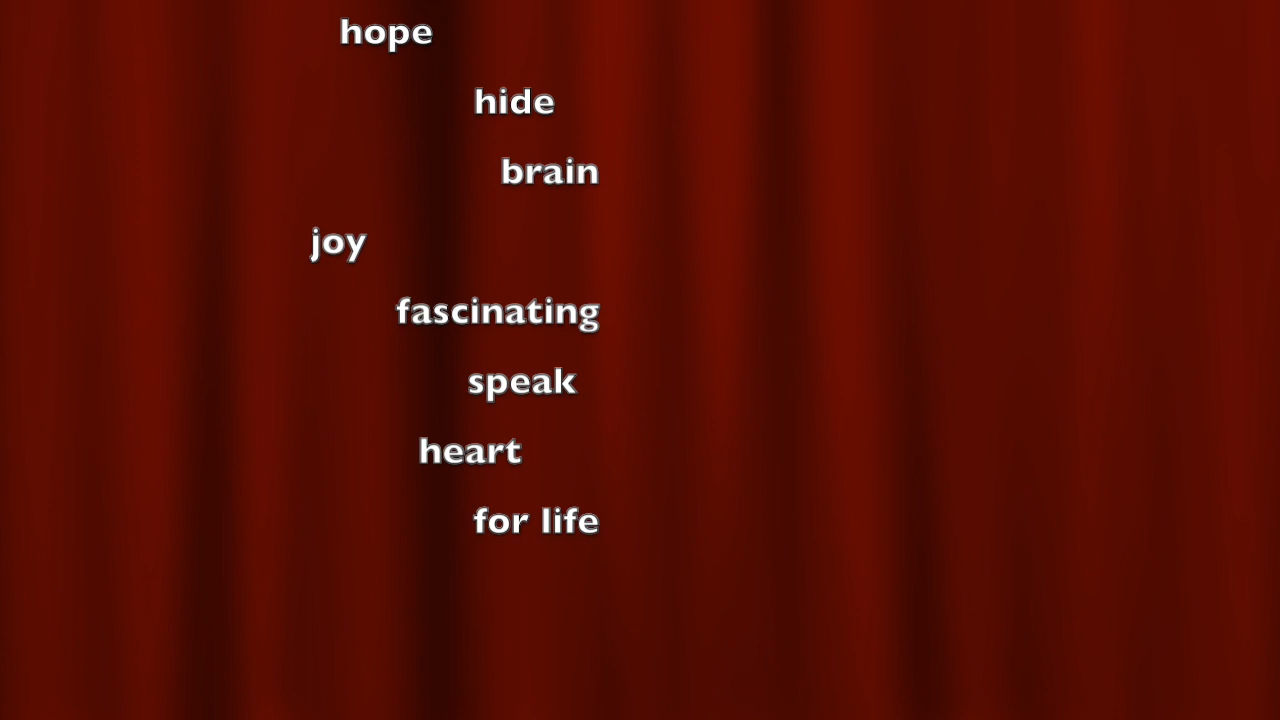 hope
hide
brain
joy
fascinating
speak
heart
for life